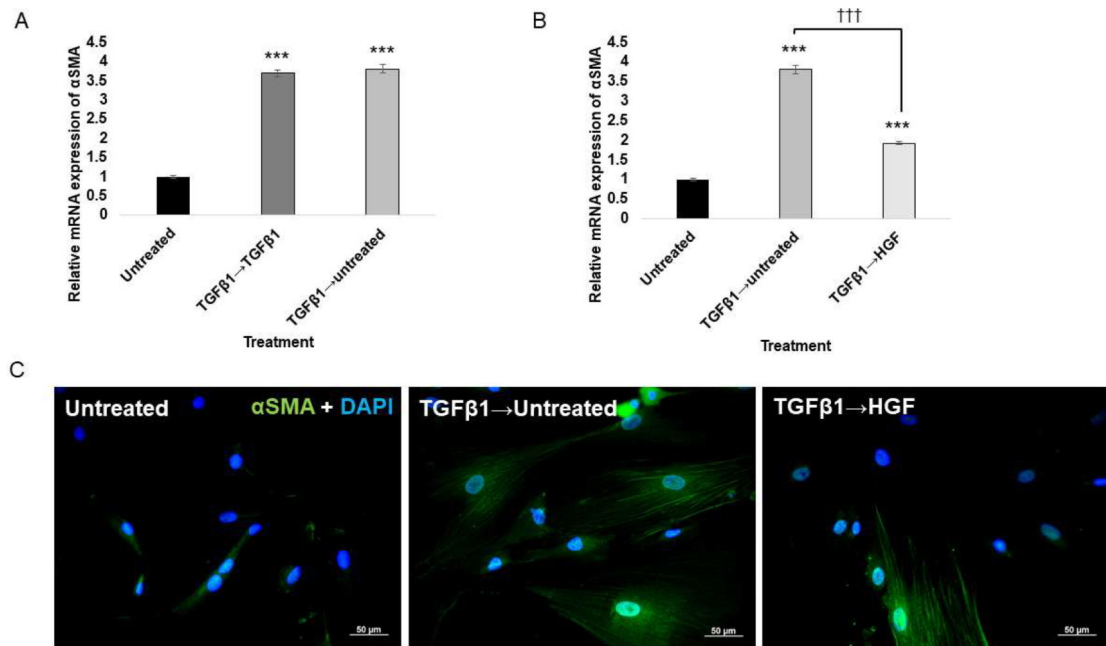 A
Relative mRNA expression of αSMA
4.5
4
3.5
3
2.5
2
1.5
1
0.5
0
***
***
Untreated
TGFβ1→TGFβ1
TGFβ1→untreated
Treatment
B
Relative mRNA expression of αSMA
4.5
4
3.5
3
2.5
2
1.5
1
0.5
0
†††
***
***
Untreated
TGFβ1→untreated
TGFβ1→HGF
Treatment
C
Untreated
αSMA + DAPI
50 µm
TGFβ1→Untreated
50 µm
TGFβ1→HGF
50 µm